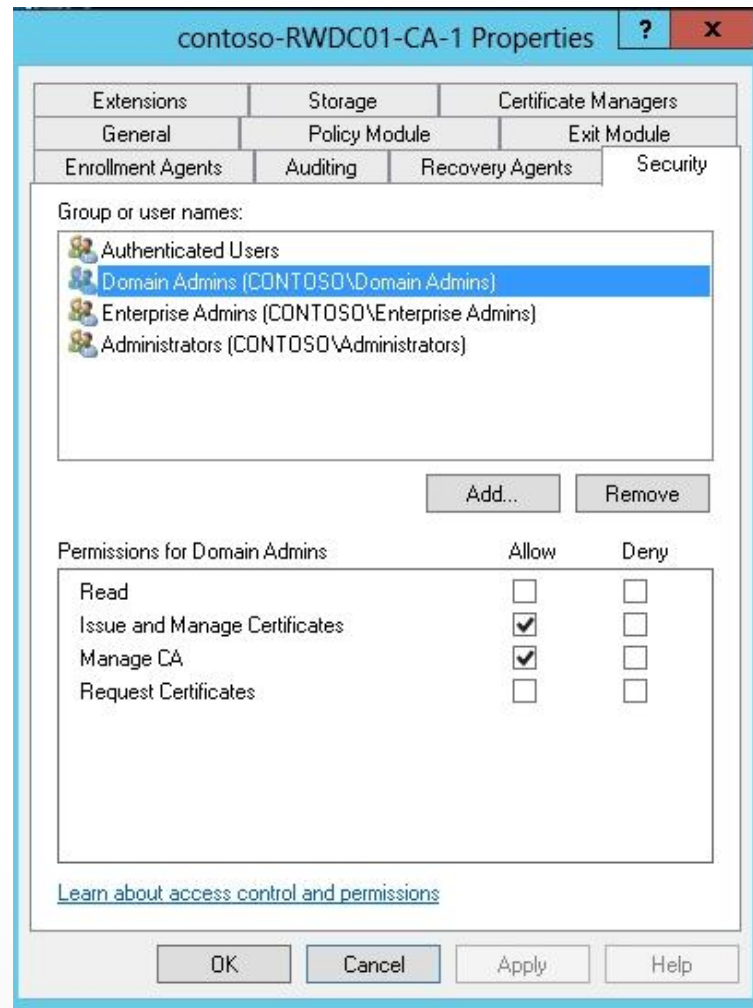 contoso-RWDC01-CA-1 Properties ? x
Extensions Storage Certificate Managers
General Policy Module Exit Module
Enrollment Agents Auditing Recovery Agents Security
Group or user names:
Authenticated Users
Domain Admins (CONTOSO\Domain Admins)
Enterprise Admins (CONTOSO\Enterprise Admins)
Administrators (CONTOSO\Administrators)
Add... Remove
Permissions for Domain Admins Allow Deny
Read
Issue and Manage Certificates
Manage CA
Request Certificates
Learn about access control and permissions
OK Cancel Apply Help